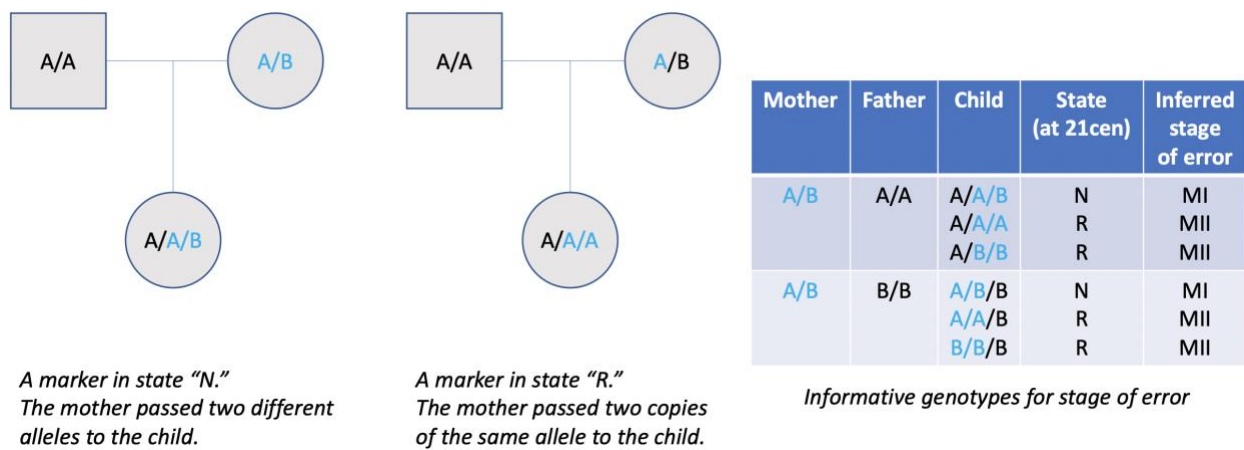 A/A
A/B
A/A/B
A marker in state “N.”
The mother passed two different
alleles to the child.
A/A
A/B
A/A/A
A marker in state “R.”
The mother passed two copies
of the same allele to the child.
Mother Father Child State (at 21cen) Inferred stage of error
A/B A/A A/A/B N MI
A/A/A R MII
A/B/B R MII
A/B B/B A/B/B N MI
A/A/B R MII
B/B/B R MII
Informative genotypes for stage of error